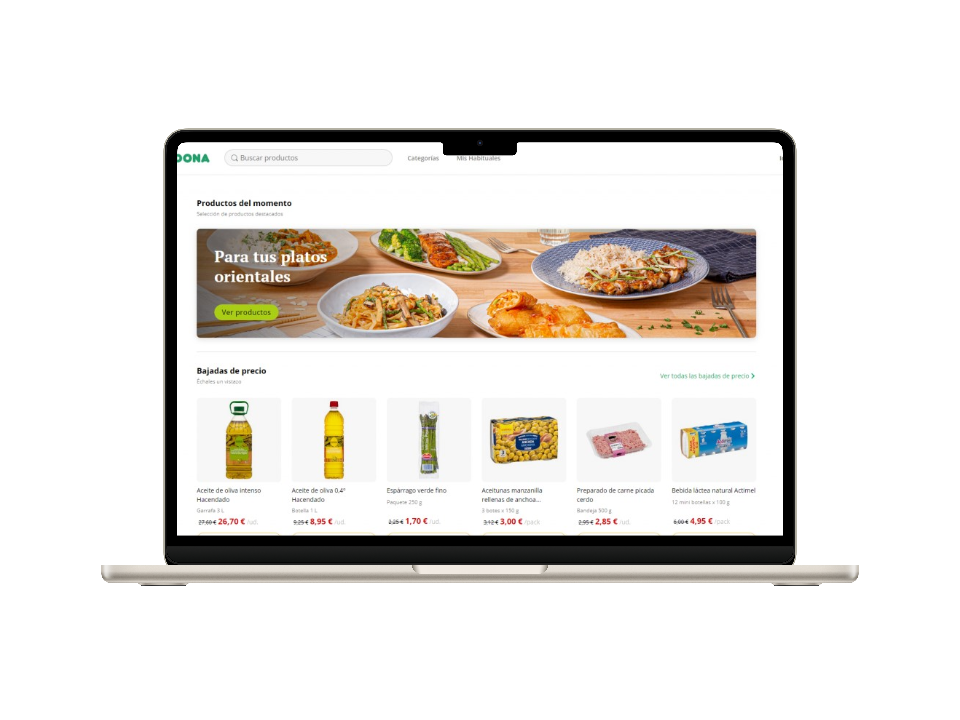 DONA
Buscar productos
Categorías
Mis Habituales
Productos del momento
Selección de productos destacados
Para tus platos
orientales
Ver productos
Bajadas de precio
Échales un vistazo
Ver todas las bajadas de precio
Aceite de oliva intenso
Hacendado
Garrafa 3 L
27,60 € 26,70 € /ud.
Aceite de oliva 0,4º
Hacendado
Botella 1 L
9,25 € 8,95 € /ud.
Espárrago verde fino
Paquete 250 g
2,25 € 1,70 € /ud.
Aceitunas manzanilla
rellenas de anchoa...
3 botes x 150 g
3,12 € 3,00 € /pack
Preparado de carne picada
cerdo
Bandeja 500 g
2,95 € 2,85 € /ud.
Bebida láctea natural Actimel
12 mini botellas x 100 g
6,00 € 4,95 € /pack